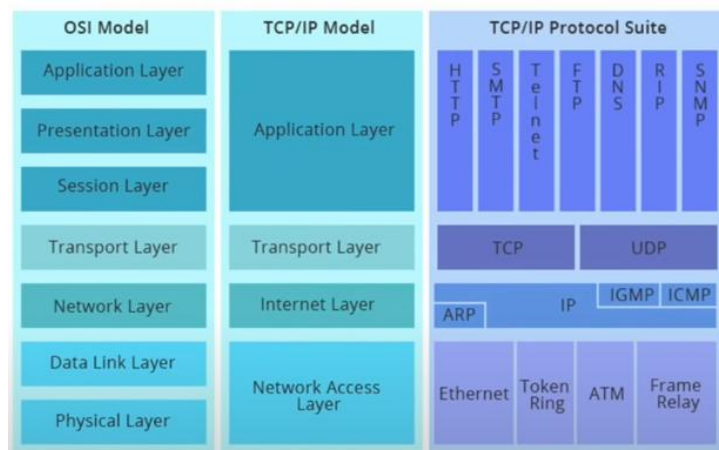 OSI Model
TCP/IP Model
TCP/IP Protocol Suite
Application Layer
Presentation Layer
Session Layer
Transport Layer
Network Layer
Data Link Layer
Physical Layer
Application Layer
Transport Layer
Internet Layer
Network Access
Layer
HTTP
SMTP
Telnet
FTP
DNS
RIP
SNMP
TCP
UDP
IGMP
ICMP
IP
ARP
Ethernet
Token
Ring
ATM
Frame
Relay